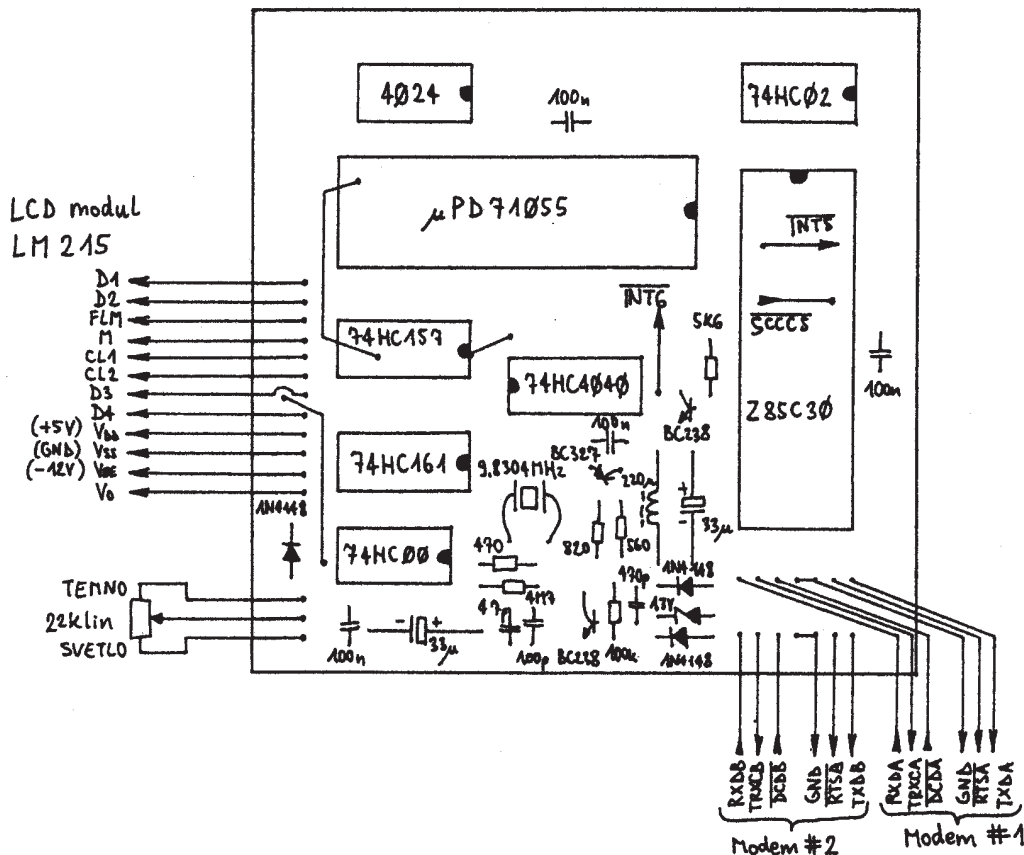 4024
100n
74HC02
µPD71055
LCD modul
LM 215
INT5
SCCCS
D1
D2
FLM
M
CL1
CL2
D3
D4
(+5V) VDD
(GND) VSS
(-12V) VEE
VO
INT6
5K6
74HC157
74HC4040
100n
Z85C30
BC238
100n
BC327
74HC161
9,8304MHz
220µ
+
-
33µ
1N4148
74HC00
470
820
560
4M7
470p
1N4148
13V
1N4148
TEMNO
22klin
SVETLO
100n
- +
33µ
47p
100p
BC238
100k
RXDB
TRXCB
DCDB
GND
RTSB
TXDB
RXDA
TRXCA
DCDA
GND
RTSA
TXDA
Modem #2
Modem #1